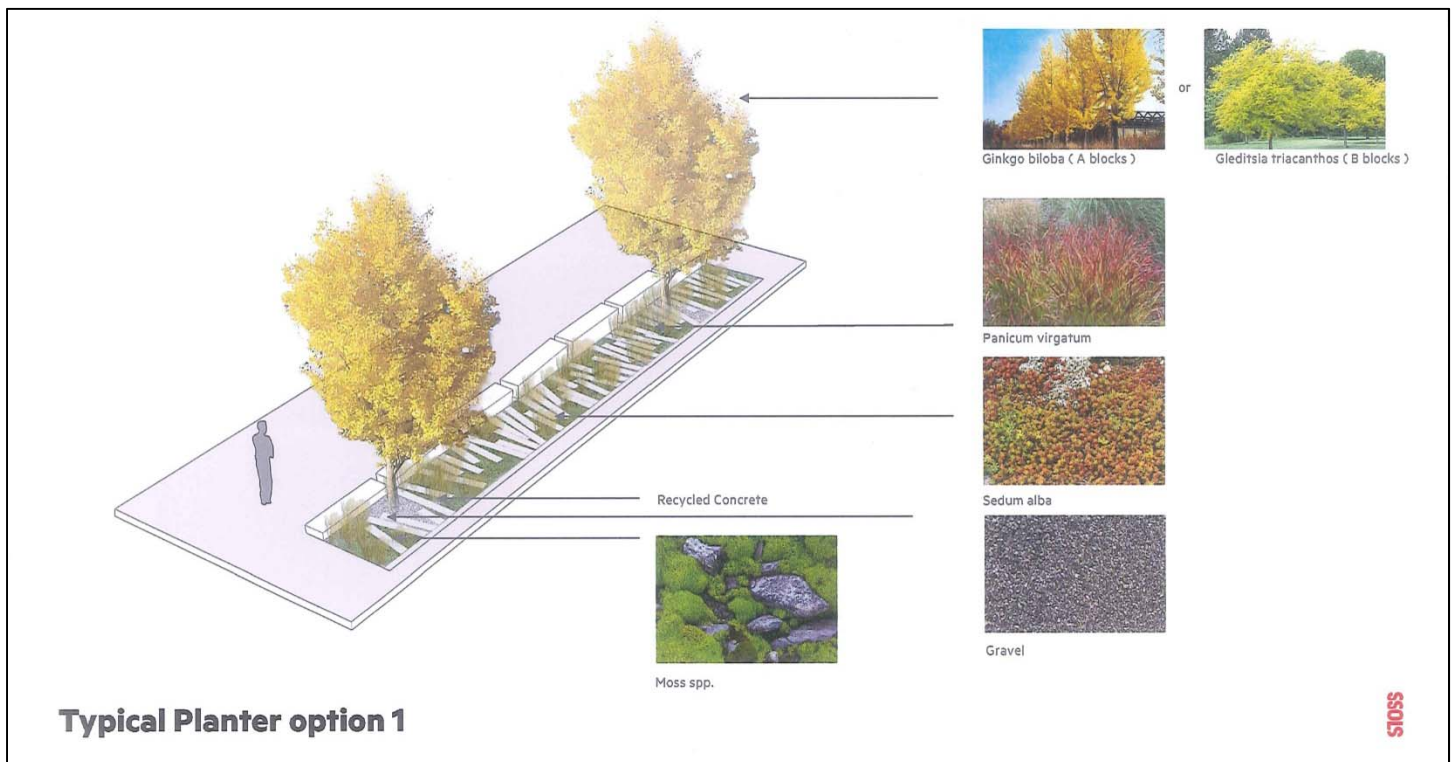 Ginkgo biloba ( A blocks )
or
Gleditsia triacanthos ( B blocks )
Panicum virgatum
Sedum alba
Recycled Concrete
Gravel
Moss spp.
Typical Planter option 1
STOSS